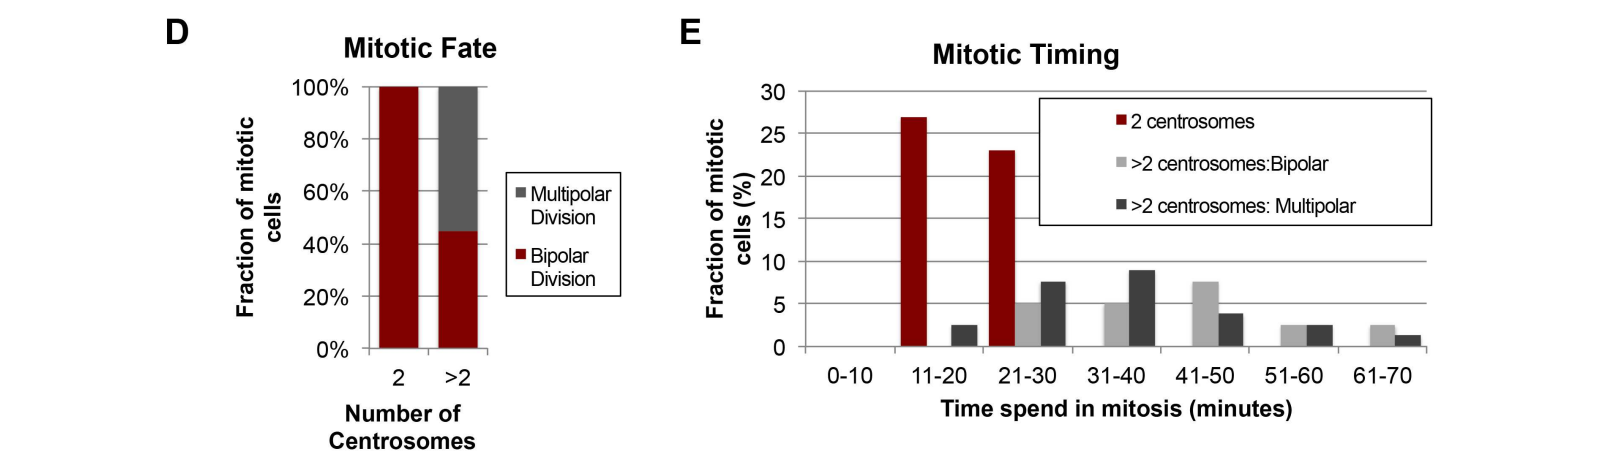 D
Mitotic Fate
100%
80%
60%
40%
20%
0%
Fraction of mitotic
cells
2
>2
Number of
Centrosomes
Multipolar
Division
Bipolar
Division
E
Mitotic Timing
30
25
20
15
10
5
0
Fraction of mitotic
cells (%)
2 centrosomes
>2 centrosomes:Bipolar
>2 centrosomes: Multipolar
0-10
11-20
21-30
31-40
41-50
51-60
61-70
Time spend in mitosis (minutes)